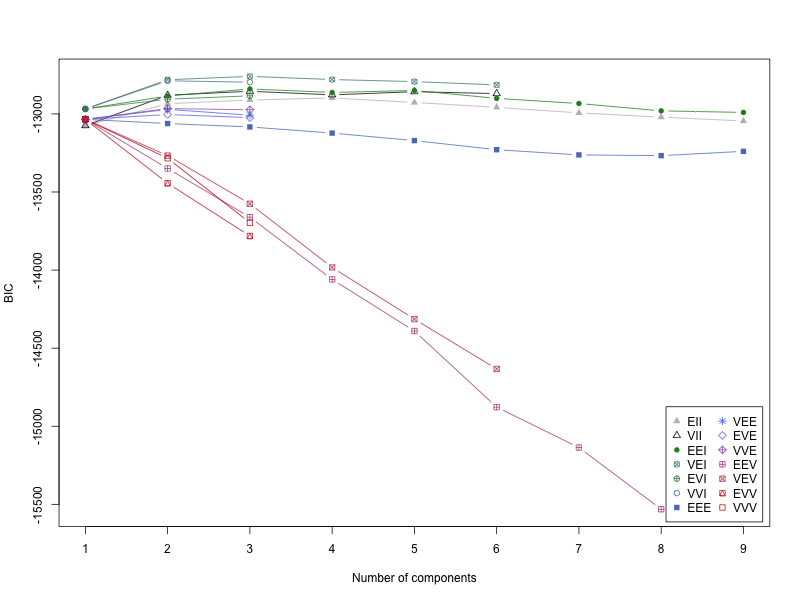 BIC
-13000
-13500
-14000
-14500
-15000
-15500
1 2 3 4 5 6 7 8 9
Number of components
EII VEE
VII EVE
EEI VVE
VEI EEV
EVI VEV
VVI EVV
EEE VVV